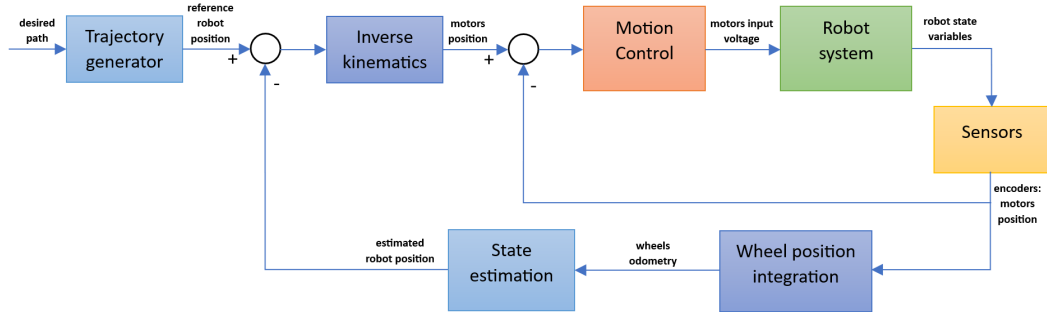 desired
path
Trajectory
generator
reference
robot
position
+
-
Inverse
kinematics
motors
position
+
-
Motion
Control
motors input
voltage
Robot
system
robot state
variables
Sensors
encoders:
motors
position
Wheel position
integration
wheels
odometry
State
estimation
estimated
robot position